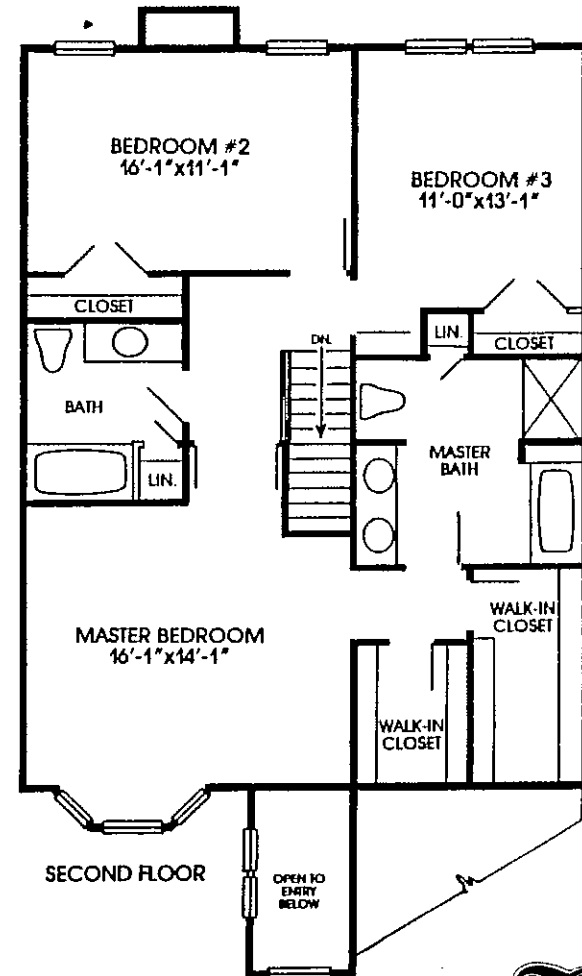 BEDROOM #2
16'-1"x11'-1"
BEDROOM #3
11'-0"x13'-1"
CLOSET
DN.
LIN.
CLOSET
BATH
MASTER
BATH
LIN.
WALK-IN
CLOSET
MASTER BEDROOM
16'-1"x14'-1"
WALK-IN
CLOSET
SECOND FLOOR
OPEN TO
ENTRY
BELOW